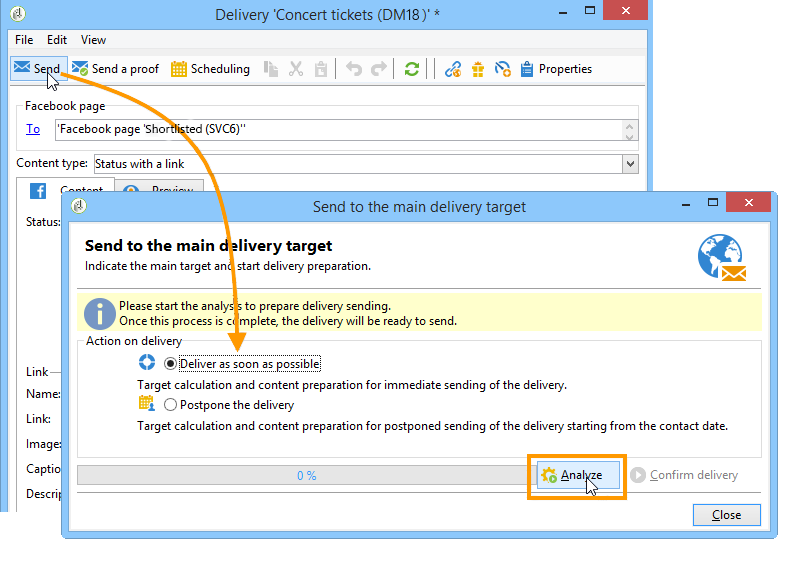 Delivery 'Concert tickets (DM18)' *
File Edit View
Send Send a proof Scheduling Properties
Facebook page
To 'Facebook page 'Shortlisted (SVC6)''
Content type: Status with a link
Content Preview
Status:
Link
Name:
Link:
Image:
Captio
Descrip
Send to the main delivery target
Send to the main delivery target
Indicate the main target and start delivery preparation.
Please start the analysis to prepare delivery sending.
Once this process is complete, the delivery will be ready to send.
Action on delivery
Deliver as soon as possible
Target calculation and content preparation for immediate sending of the delivery.
Postpone the delivery
Target calculation and content preparation for postponed sending of the delivery starting from the contact date.
0 % Analyze Confirm delivery
Close